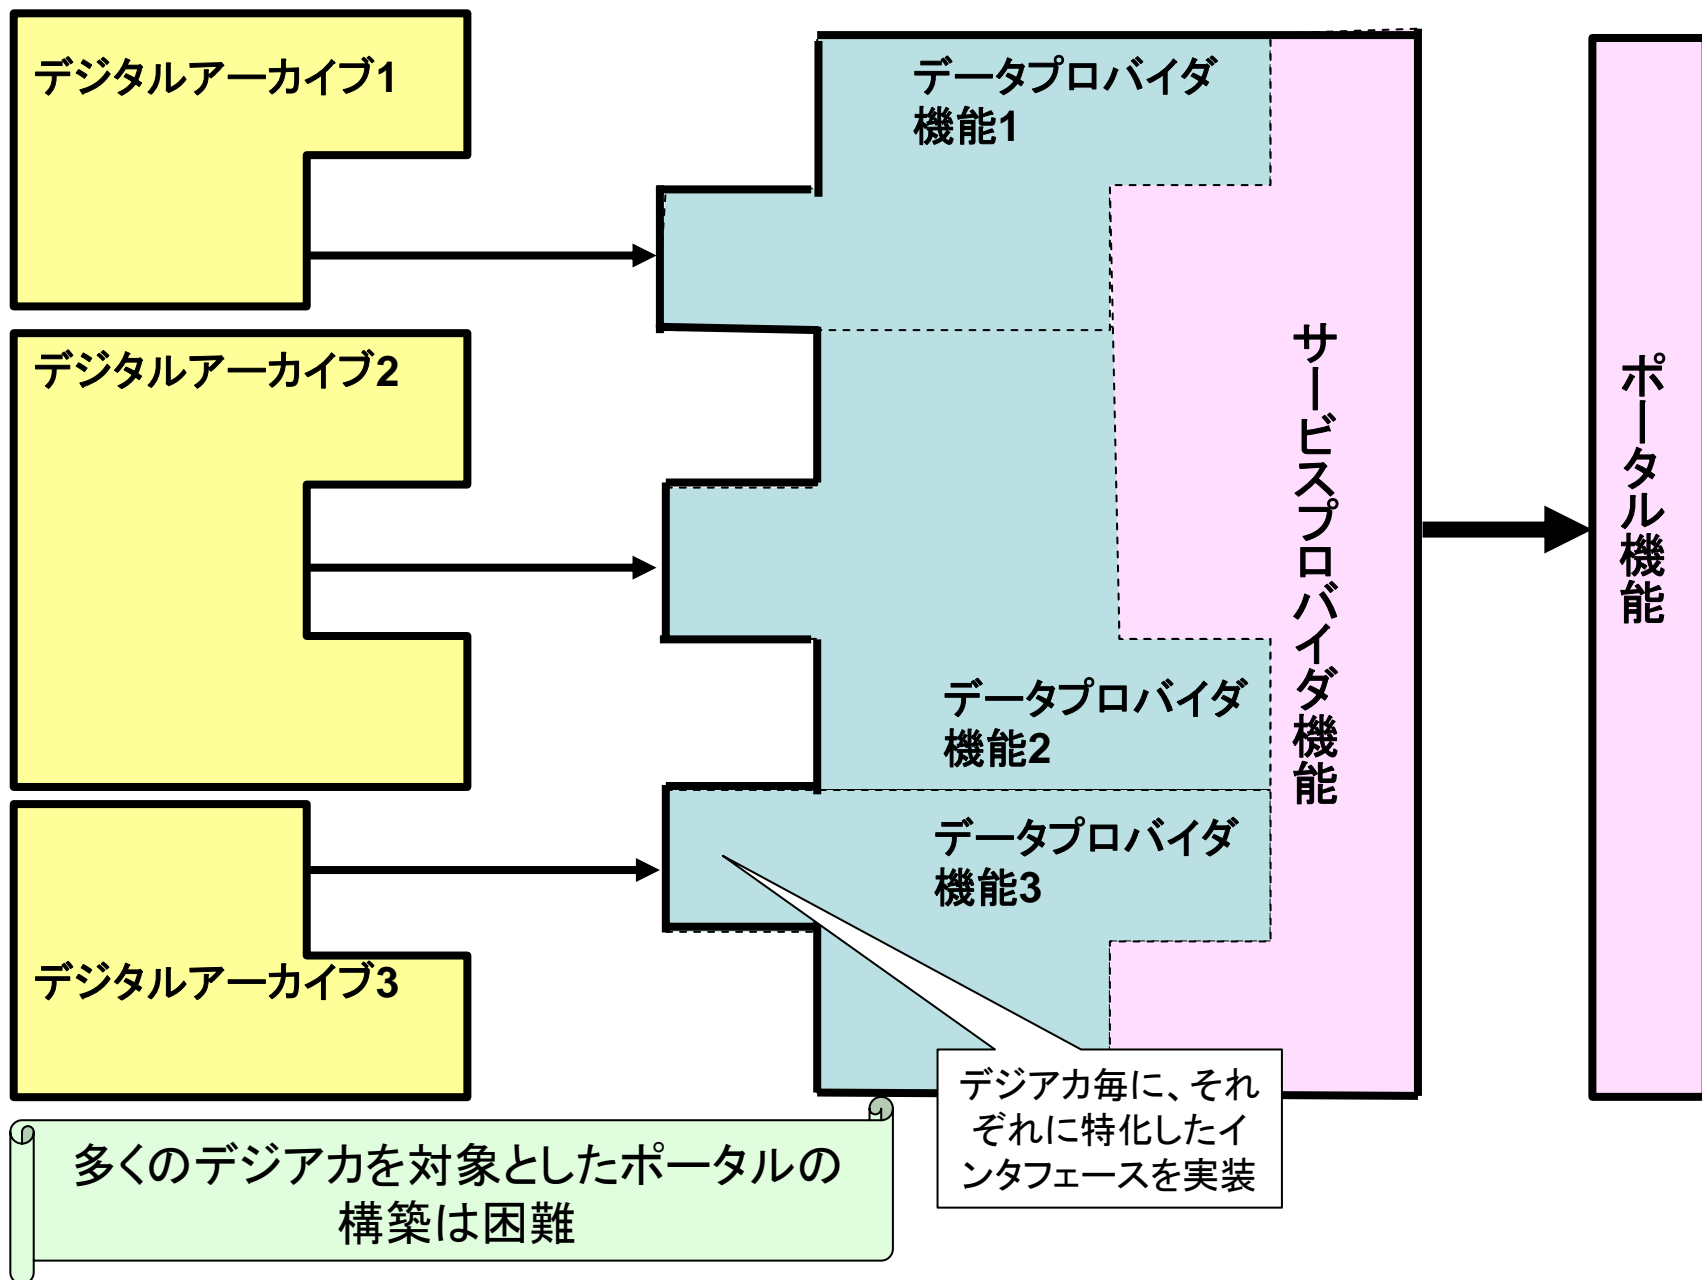 デジタルアーカイブ1
データプロバイダ
機能1
デジタルアーカイブ2
サービスプロバイダ機能
ポータル機能
データプロバイダ
機能2
データプロバイダ
機能3
デジタルアーカイブ3
デジアカ毎に、それ
ぞれに特化したイ
ンタフェースを実装
多くのデジアカを対象としたポータルの
構築は困難